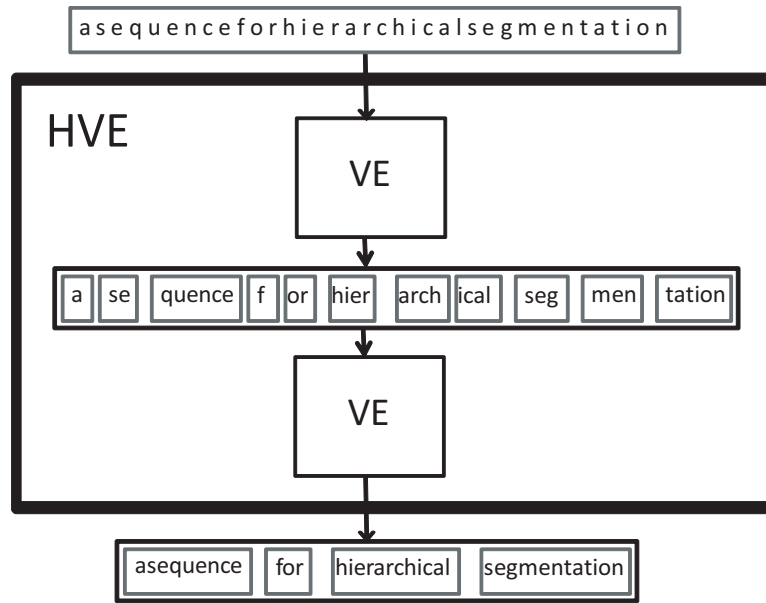 a s e q u e n c e f o r h i e r a r c h i c a l s e g m e n t a t i o n
HVE
VE
a se quence f or hier arch ical seg men tation
VE
asequence for hierarchical segmentation